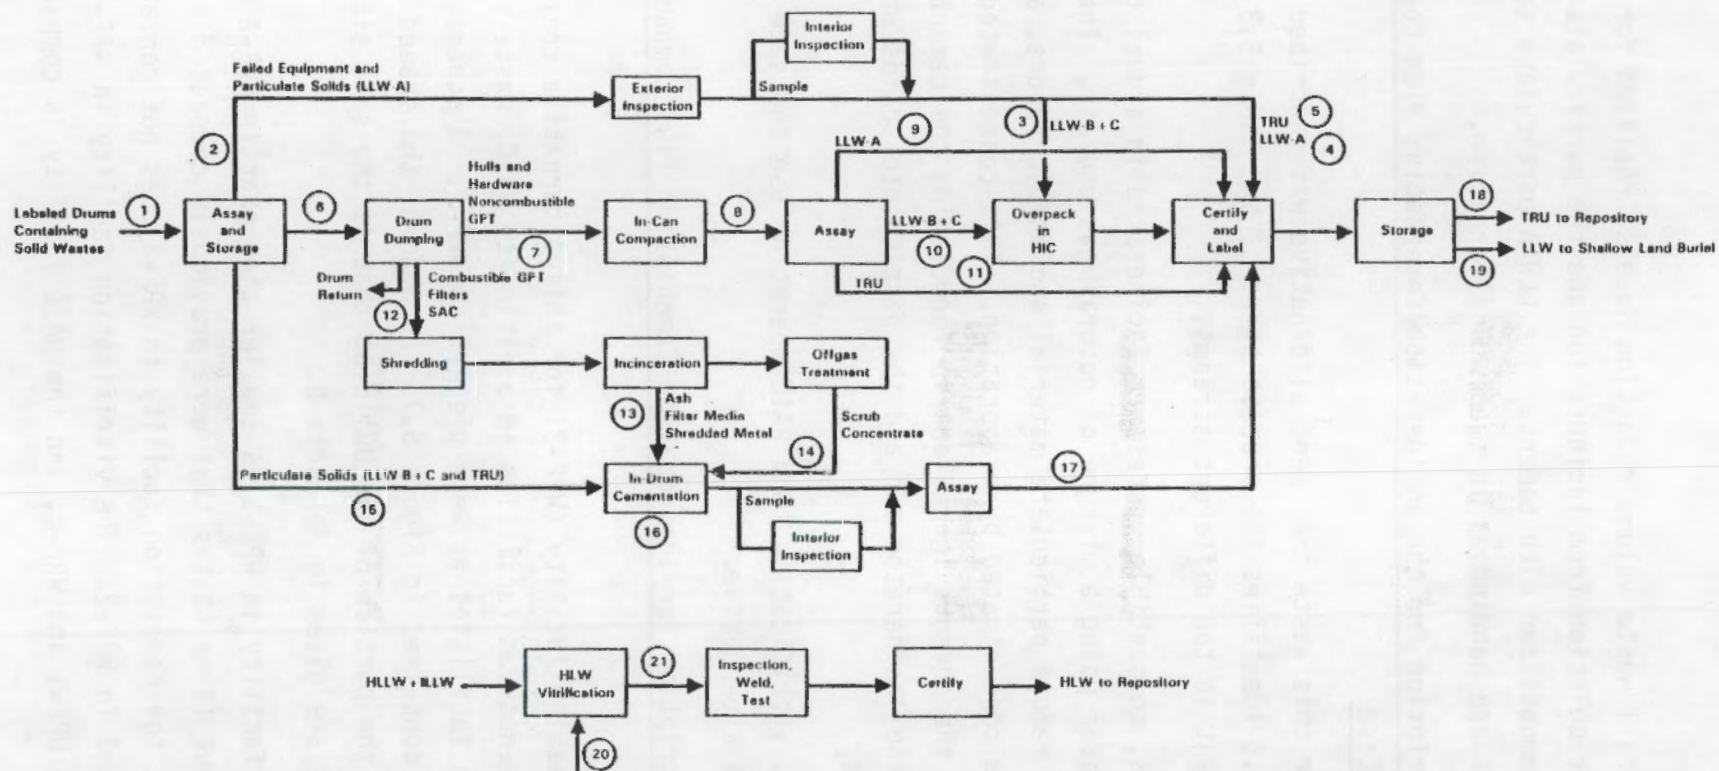 Interior
Inspection
Failed Equipment and
Particulate Solids (LLW-A)
Exterior
Inspection
Sample
2
9
3
LLW-B + C
TRU
LLW-A
5
4
LLW-A
Labeled Drums
Containing
Solid Wastes
1
Assay
and
Storage
6
Drum
Dumping
Hulls and
Hardware
Noncombustible
GPT
7
In-Can
Compaction
8
Assay
LLW-B + C
10
11
TRU
Overpack
in
HIC
Certify
and
Label
Storage
18
TRU to Repository
LLW to Shallow Land Burial
19
Drum
Return
12
Combustible GPT
Filters
SAC
Shredding
Incineration
Offgas
Treatment
13
Ash
Filter Media
Shredded Metal
14
Scrub
Concentrate
Particulate Solids (LLW-B + C and TRU)
15
In-Drum
Cementation
16
Sample
Interior
Inspection
Assay
17
HLLW + ILLW
HLW
Vitrification
21
Inspection,
Weld,
Test
Certify
HLW to Repository
20